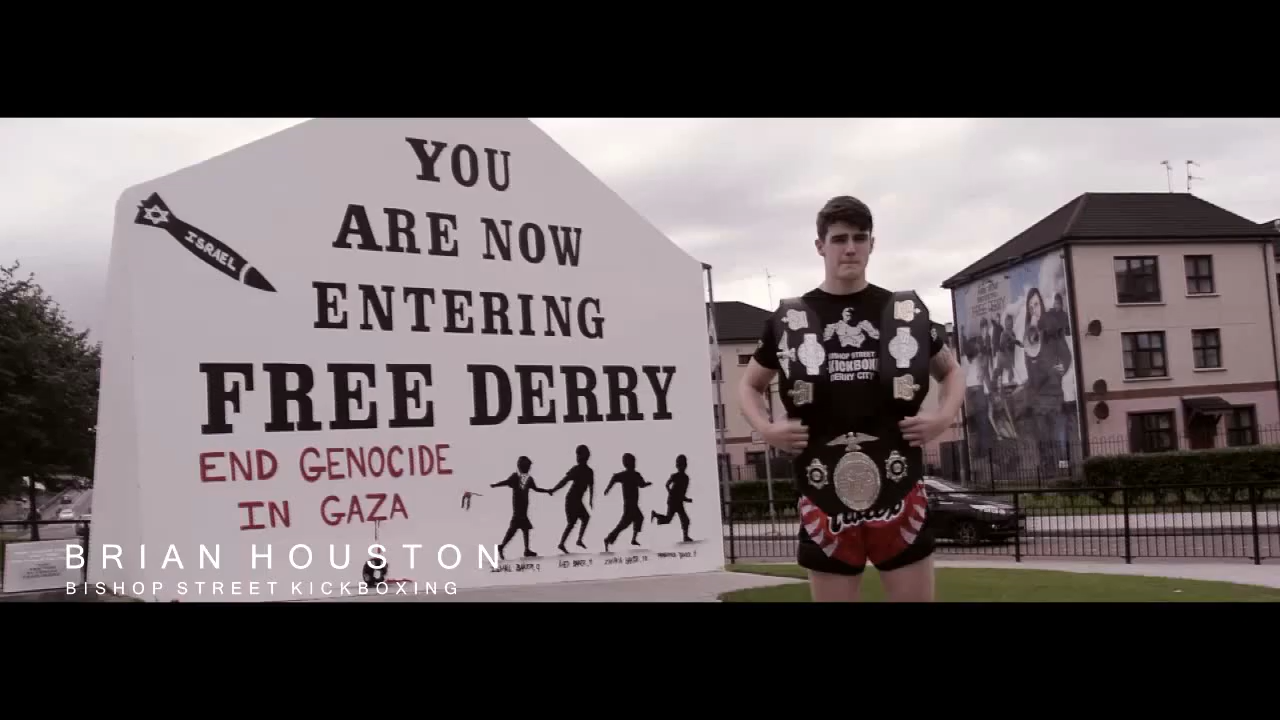 YOU
ARE NOW
ENTERING
FREE DERRY
ISRAEL
END GENOCIDE
IN GAZA
BISHOP STREET
KICKBOX
DERRY CITY
BRIAN HOUSTON
BISHOP STREET KICKBOXING